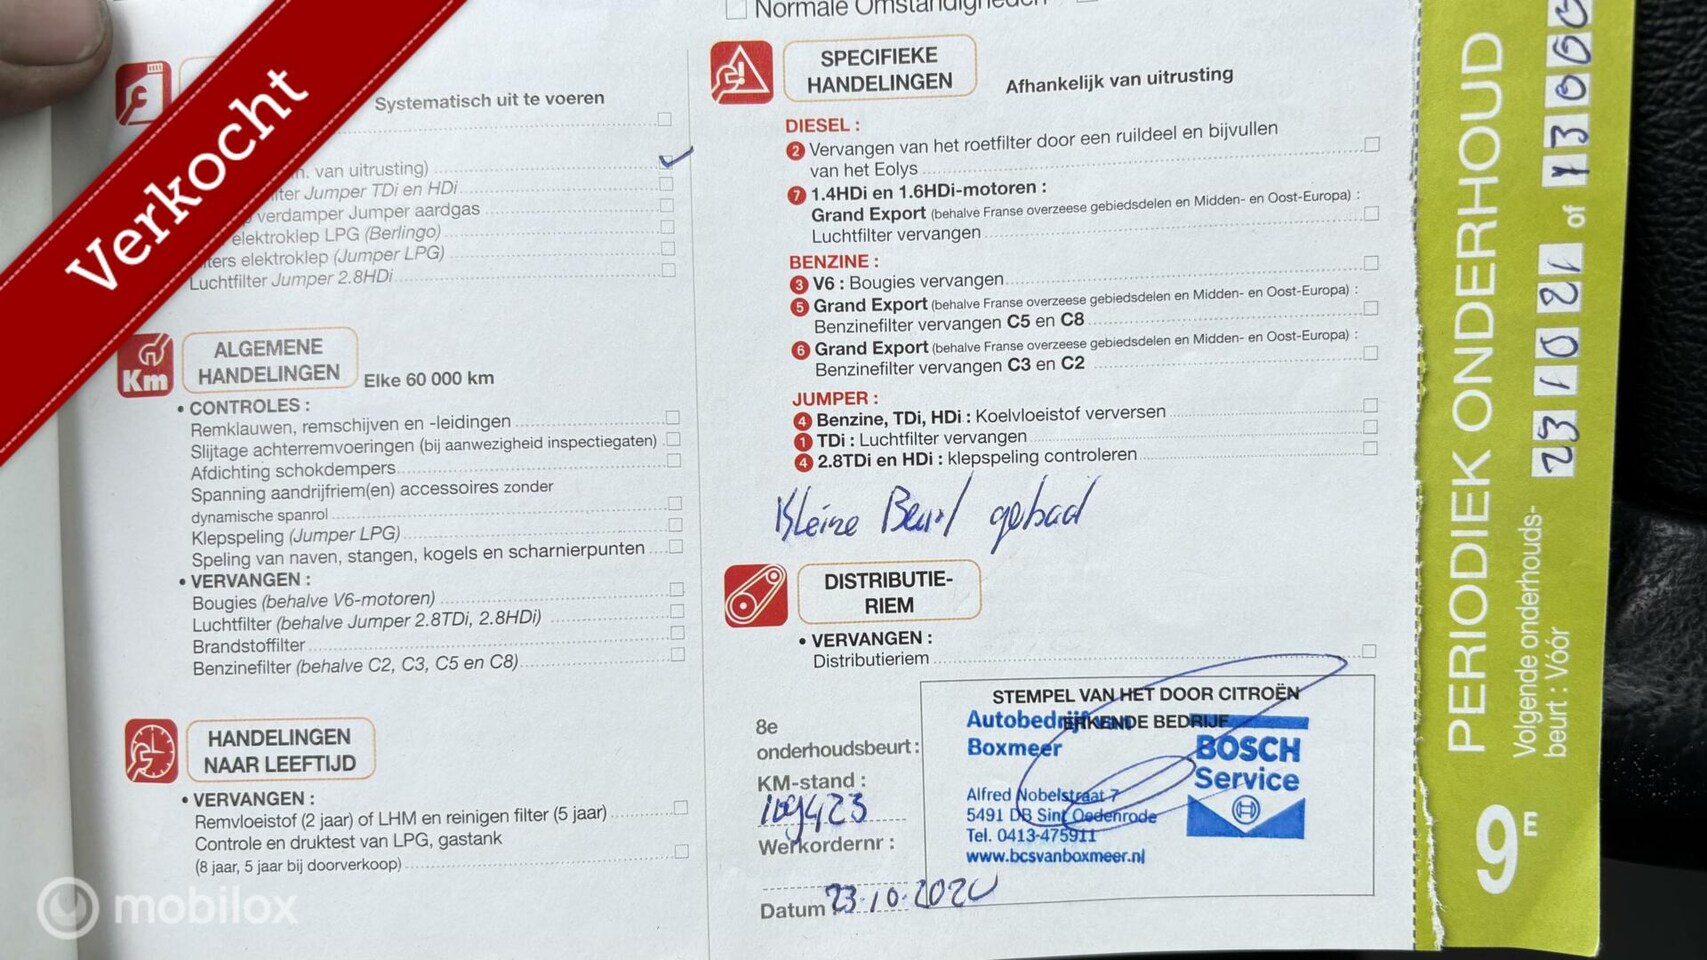 Verkocht
Normale Omstandigheden
Systematisch uit te voeren
van uitrusting)
Jumper TDi en HDi
verdamper Jumper aardgas
elektroklep LPG (Berlingo)
elektroklep (Jumper LPG)
Luchtfilter Jumper 2.8HDi
Km
ALGEMENE
HANDELINGEN
Elke 60 000 km
• CONTROLES :
Remklauwen, remschijven en -leidingen
Slijtage achterremvoeringen (bij aanwezigheid inspectiegaten)
Afdichting schokdempers
Spanning aandrijfriem(en) accessoires zonder
dynamische spanrol
Klepspeling (Jumper LPG)
Speling van naven, stangen, kogels en scharnierpunten
• VERVANGEN :
Bougies (behalve V6-motoren)
Luchtfilter (behalve Jumper 2.8TDi, 2.8HDi)
Brandstoffilter
Benzinefilter (behalve C2, C3, C5 en C8)
HANDELINGEN
NAAR LEEFTIJD
• VERVANGEN :
Remvloeistof (2 jaar) of LHM en reinigen filter (5 jaar)
Controle en druktest van LPG, gastank
(8 jaar, 5 jaar bij doorverkoop)
SPECIFIEKE
HANDELINGEN
Afhankelijk van uitrusting
DIESEL :
2 Vervangen van het roetfilter door een ruildeel en bijvullen
van het Eolys
7 1.4HDi en 1.6HDi-motoren :
Grand Export (behalve Franse overzeese gebiedsdelen en Midden- en Oost-Europa) :
Luchtfilter vervangen
BENZINE :
3 V6 : Bougies vervangen
5 Grand Export (behalve Franse overzeese gebiedsdelen en Midden- en Oost-Europa) :
Benzinefilter vervangen C5 en C8
6 Grand Export (behalve Franse overzeese gebiedsdelen en Midden- en Oost-Europa) :
Benzinefilter vervangen C3 en C2
JUMPER :
4 Benzine, TDi, HDi : Koelvloeistof verversen
1 TDi : Luchtfilter vervangen
4 2.8TDi en HDi : klepspeling controleren
Kleine Beurt gehad
DISTRIBUTIE-
RIEM
• VERVANGEN :
Distributieriem
8e
onderhoudsbeurt :
KM-stand :
109423
Werkordernr :
Datum 23.10.2020
STEMPEL VAN HET DOOR CITROËN
ERKENDE BEDRIJF
Autobedrijf van
Boxmeer
Alfred Nobelstraat 7
5491 DB Sint Oedenrode
Tel. 0413-475911
www.bcsvanboxmeer.nl
BOSCH
Service
PERIODIEK ONDERHOUD
9E
Volgende onderhouds-
beurt : Vóór
23 10 21 of
mobilox